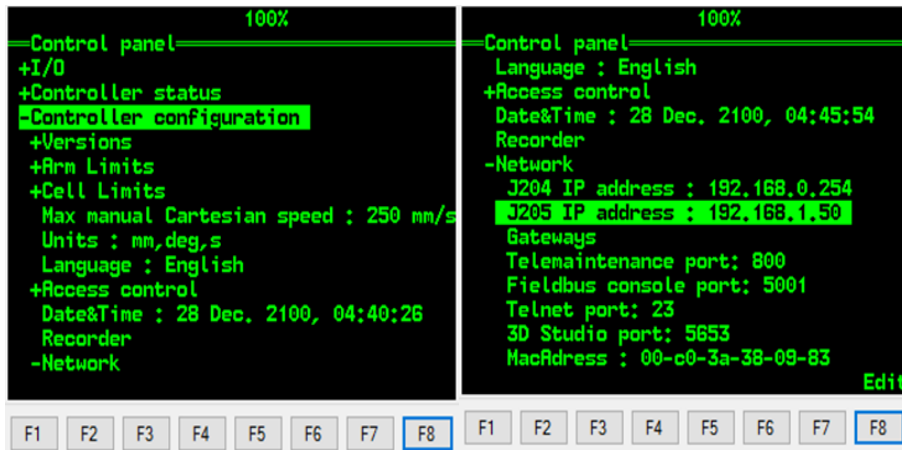 100%
Control panel
+I/O
+Controller status
-Controller configuration
+Versions
+Arm Limits
+Cell Limits
Max manual Cartesian speed : 250 mm/s
Units : mm,deg,s
Language : English
+Access control
Date&Time : 28 Dec. 2100, 04:40:26
Recorder
-Network
F1 F2 F3 F4 F5 F6 F7 F8
100%
Control panel
Language : English
+Access control
Date&Time : 28 Dec. 2100, 04:45:54
Recorder
-Network
J204 IP address : 192.168.0.254
J205 IP address : 192.168.1.50
Gateways
Telemaintenance port: 800
Fieldbus console port: 5001
Telnet port: 23
3D Studio port: 5653
MacAdress : 00-c0-3a-38-09-83
Edit
F1 F2 F3 F4 F5 F6 F7 F8